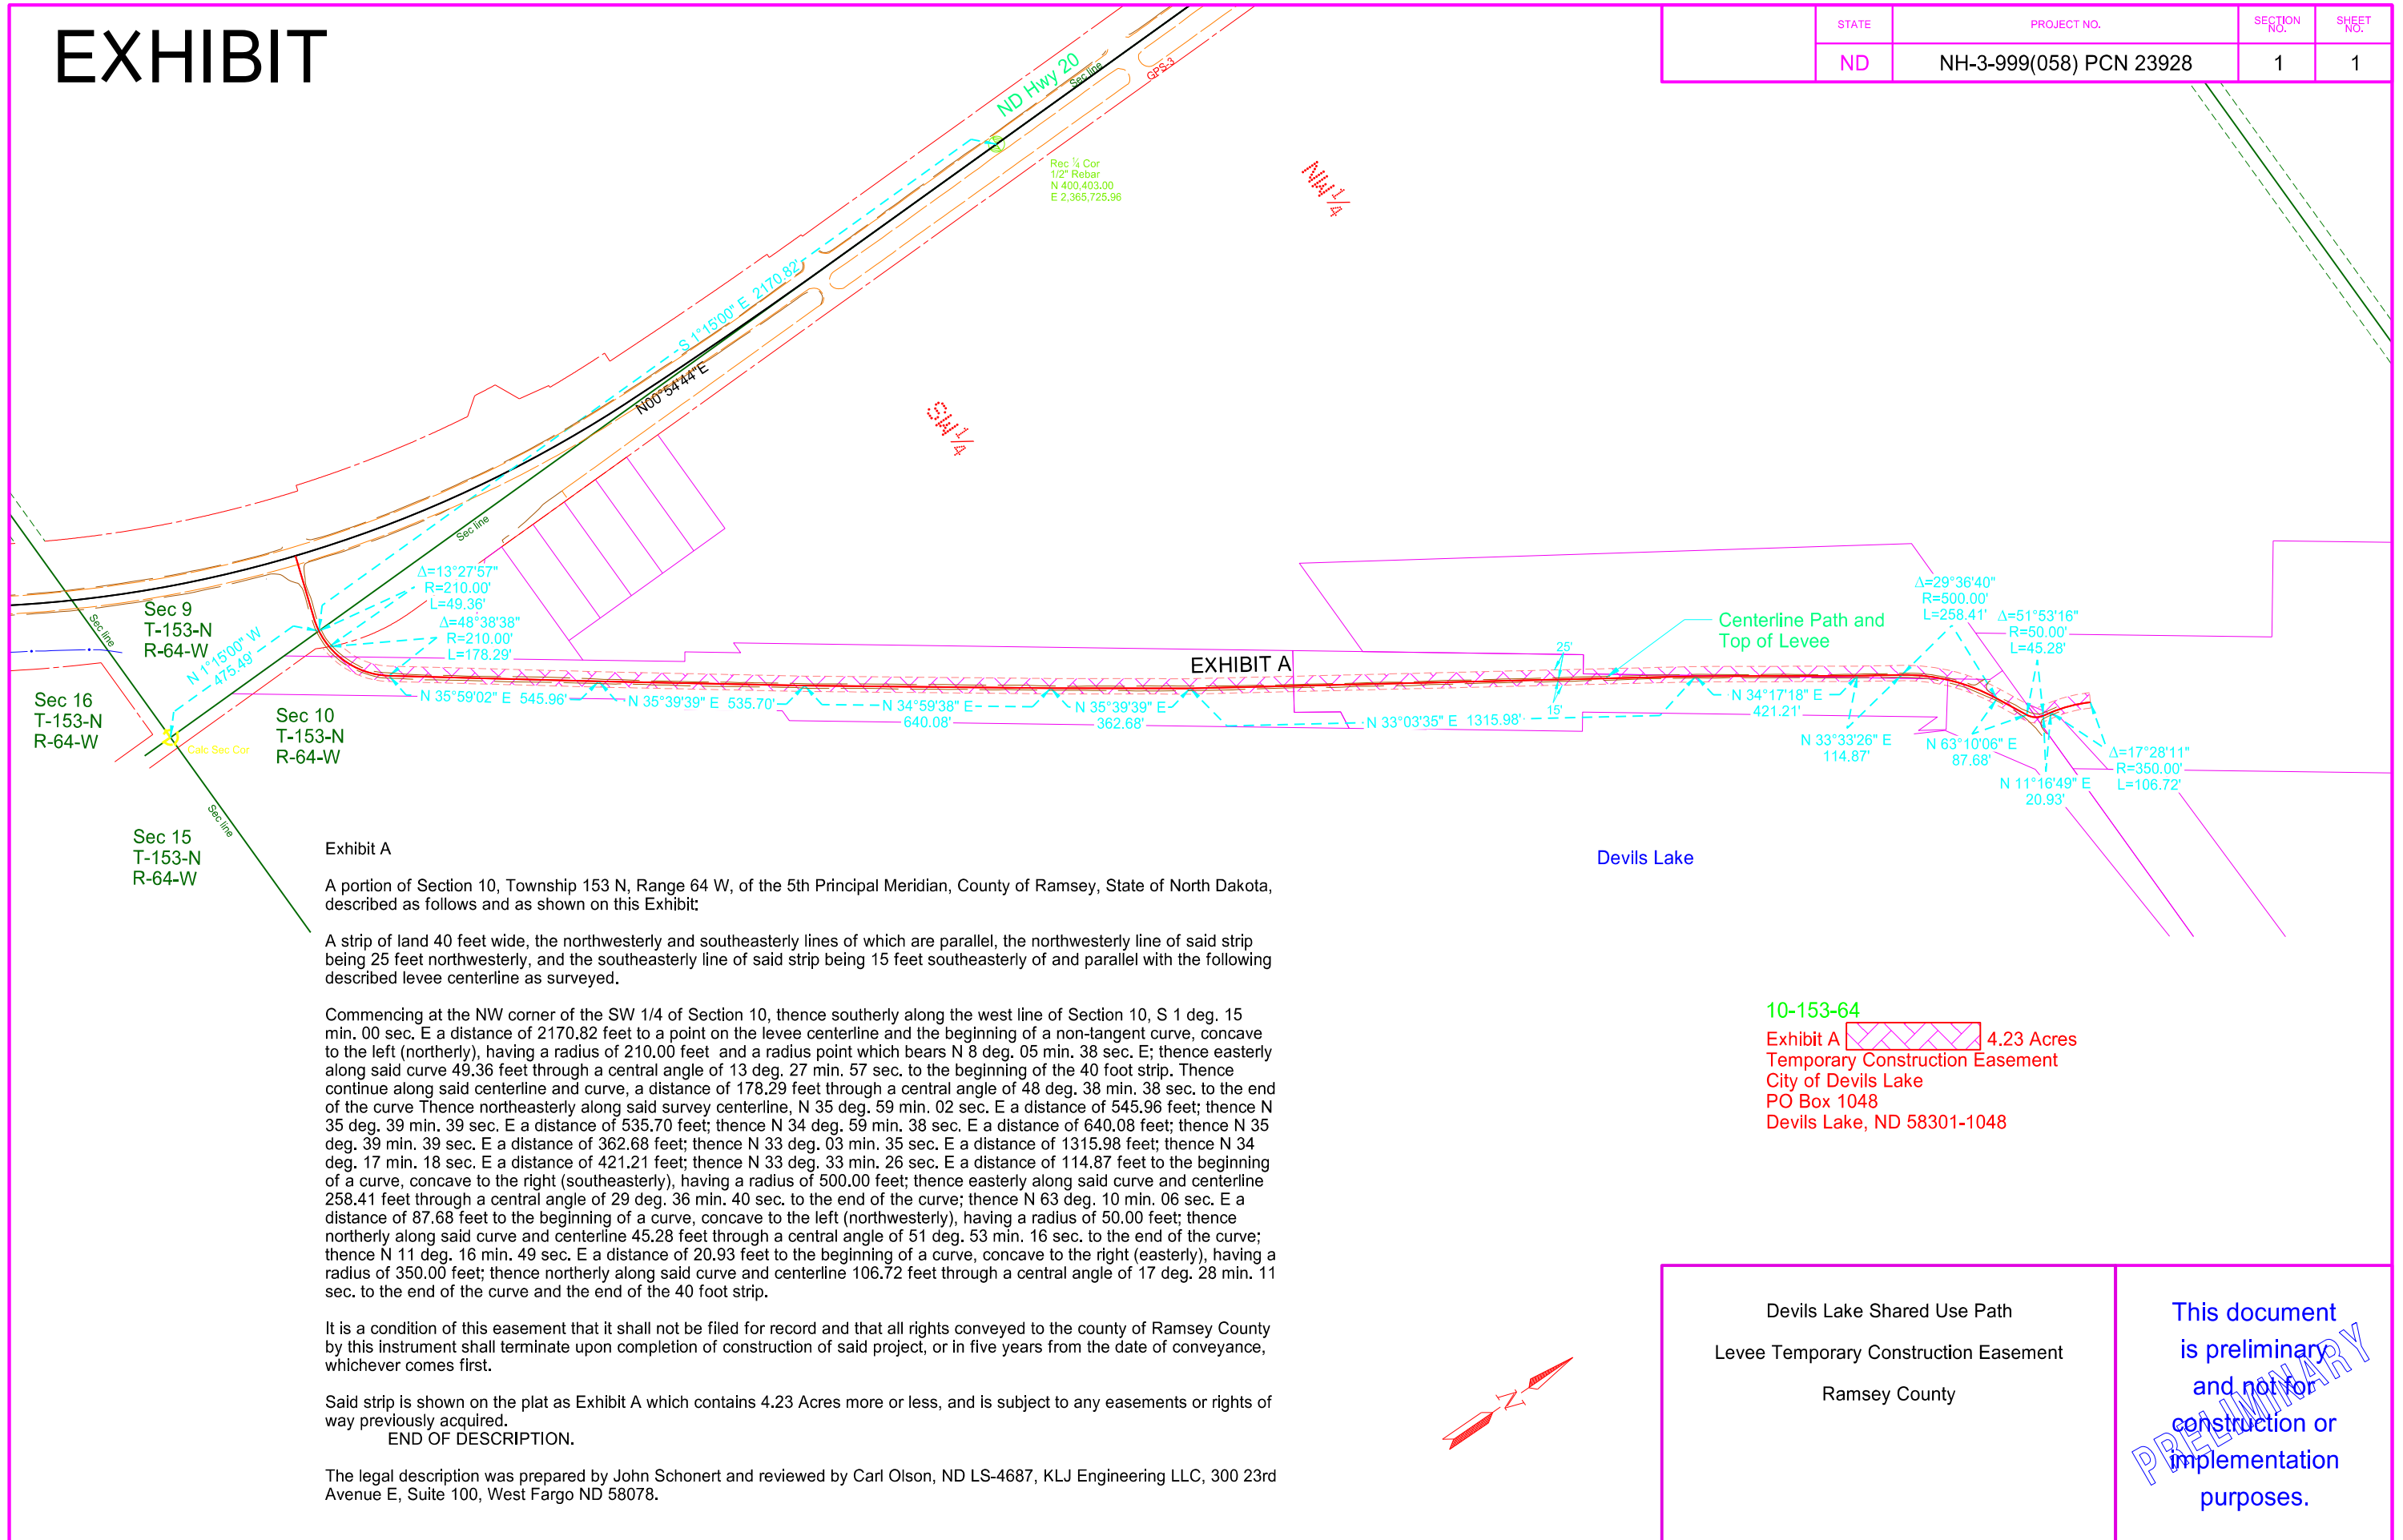 EXHIBIT
STATE
PROJECT NO.
SECTION NO.
SHEET NO.
ND
NH-3-999(058) PCN 23928
1
1
ND Hwy 20
Sec line
GPS-3
Rec 1/4 Cor
1/2" Rebar
N 400,403.00
E 2,365,725.96
NW 1/4
S 1°15'00" E 2170.82'
N00°54'44"E
SW 1/4
Sec line
Δ=13°27'57"
R=210.00'
L=49.36'
Δ=48°38'38"
R=210.00'
L=178.29'
Sec 9
T-153-N
R-64-W
Sec line
N 1°15'00" W
475.49'
Sec 16
T-153-N
R-64-W
Sec 10
T-153-N
R-64-W
Calc Sec Cor
Sec 15
T-153-N
R-64-W
Sec line
EXHIBIT A
25'
15'
Centerline Path and
Top of Levee
N 35°59'02" E 545.96'
N 35°39'39" E 535.70'
N 34°59'38" E
640.08'
N 35°39'39" E
362.68'
N 33°03'35" E 1315.98'
N 34°17'18" E
421.21'
N 33°33'26" E
114.87'
Δ=29°36'40"
R=500.00'
L=258.41'
Δ=51°53'16"
R=50.00'
L=45.28'
N 63°10'06" E
87.68'
N 11°16'49" E
20.93'
Δ=17°28'11"
R=350.00'
L=106.72'
Devils Lake
Exhibit A
A portion of Section 10, Township 153 N, Range 64 W, of the 5th Principal Meridian, County of Ramsey, State of North Dakota,
described as follows and as shown on this Exhibit:
A strip of land 40 feet wide, the northwesterly and southeasterly lines of which are parallel, the northwesterly line of said strip
being 25 feet northwesterly, and the southeasterly line of said strip being 15 feet southeasterly of and parallel with the following
described levee centerline as surveyed.
Commencing at the NW corner of the SW 1/4 of Section 10, thence southerly along the west line of Section 10, S 1 deg. 15
min. 00 sec. E a distance of 2170.82 feet to a point on the levee centerline and the beginning of a non-tangent curve, concave
to the left (northerly), having a radius of 210.00 feet and a radius point which bears N 8 deg. 05 min. 38 sec. E; thence easterly
along said curve 49.36 feet through a central angle of 13 deg. 27 min. 57 sec. to the beginning of the 40 foot strip. Thence
continue along said centerline and curve, a distance of 178.29 feet through a central angle of 48 deg. 38 min. 38 sec. to the end
of the curve Thence northeasterly along said survey centerline, N 35 deg. 59 min. 02 sec. E a distance of 545.96 feet; thence N
35 deg. 39 min. 39 sec. E a distance of 535.70 feet; thence N 34 deg. 59 min. 38 sec. E a distance of 640.08 feet; thence N 35
deg. 39 min. 39 sec. E a distance of 362.68 feet; thence N 33 deg. 03 min. 35 sec. E a distance of 1315.98 feet; thence N 34
deg. 17 min. 18 sec. E a distance of 421.21 feet; thence N 33 deg. 33 min. 26 sec. E a distance of 114.87 feet to the beginning
of a curve, concave to the right (southeasterly), having a radius of 500.00 feet; thence easterly along said curve and centerline
258.41 feet through a central angle of 29 deg. 36 min. 40 sec. to the end of the curve; thence N 63 deg. 10 min. 06 sec. E a
distance of 87.68 feet to the beginning of a curve, concave to the left (northwesterly), having a radius of 50.00 feet; thence
northerly along said curve and centerline 45.28 feet through a central angle of 51 deg. 53 min. 16 sec. to the end of the curve;
thence N 11 deg. 16 min. 49 sec. E a distance of 20.93 feet to the beginning of a curve, concave to the right (easterly), having a
radius of 350.00 feet; thence northerly along said curve and centerline 106.72 feet through a central angle of 17 deg. 28 min. 11
sec. to the end of the curve and the end of the 40 foot strip.
It is a condition of this easement that it shall not be filed for record and that all rights conveyed to the county of Ramsey County
by this instrument shall terminate upon completion of construction of said project, or in five years from the date of conveyance,
whichever comes first.
Said strip is shown on the plat as Exhibit A which contains 4.23 Acres more or less, and is subject to any easements or rights of
way previously acquired.
END OF DESCRIPTION.
The legal description was prepared by John Schonert and reviewed by Carl Olson, ND LS-4687, KLJ Engineering LLC, 300 23rd
Avenue E, Suite 100, West Fargo ND 58078.
10-153-64
Exhibit A 4.23 Acres
Temporary Construction Easement
City of Devils Lake
PO Box 1048
Devils Lake, ND 58301-1048
N
Devils Lake Shared Use Path
Levee Temporary Construction Easement
Ramsey County
This document
is preliminary
and not for
construction or
implementation
purposes.
PRELIMINARY